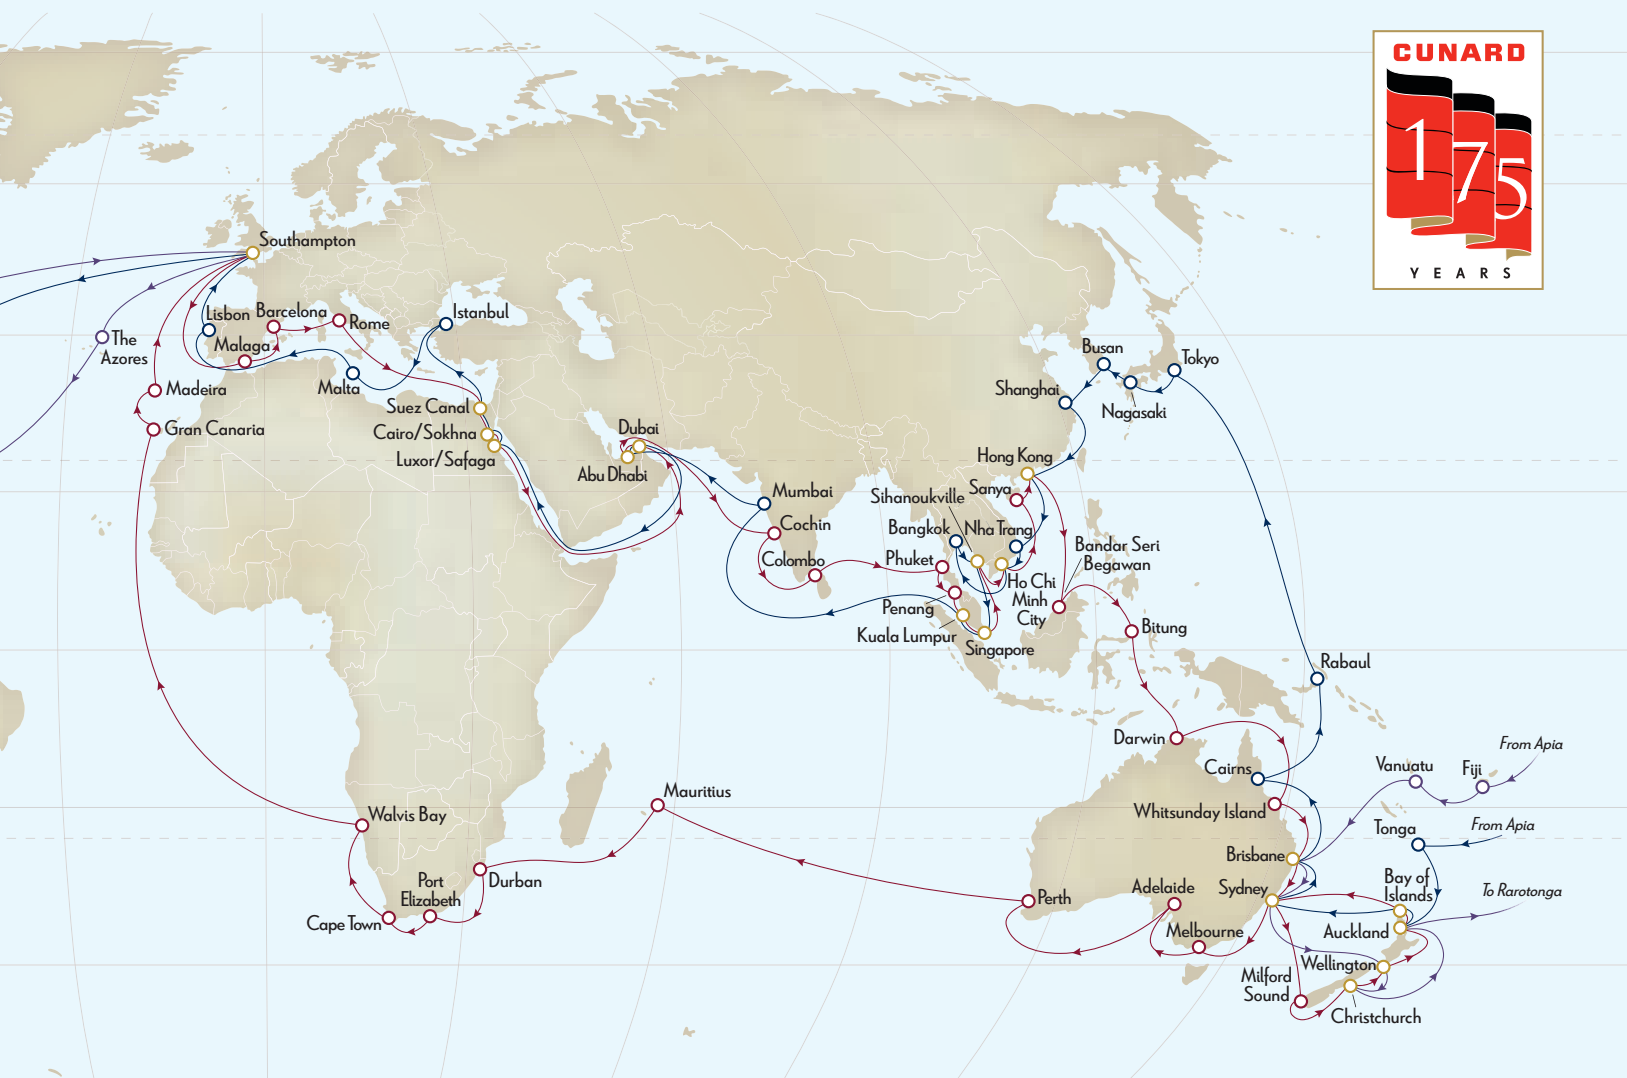 CUNARD
175
YEARS
Southampton
Lisbon
Barcelona
Rome
Istanbul
The
Azores
Malaga
Malta
Madeira
Gran Canaria
Suez Canal
Cairo/Sokhna
Luxor/Safaga
Dubai
Abu Dhabi
Mumbai
Cochin
Colombo
Busan
Tokyo
Shanghai
Nagasaki
Hong Kong
Sanya
Sihanoukville
Bangkok
Nha Trang
Phuket
Bandar Seri
Begawan
Ho Chi
Minh
City
Penang
Kuala Lumpur
Singapore
Bitung
Rabaul
Darwin
Cairns
Whitsunday Island
Vanuatu
Fiji
From Apia
Tonga
From Apia
Brisbane
Sydney
Bay of
Islands
To Rarotonga
Auckland
Adelaide
Melbourne
Perth
Wellington
Milford
Sound
Christchurch
Mauritius
Walvis Bay
Durban
Port
Elizabeth
Cape Town